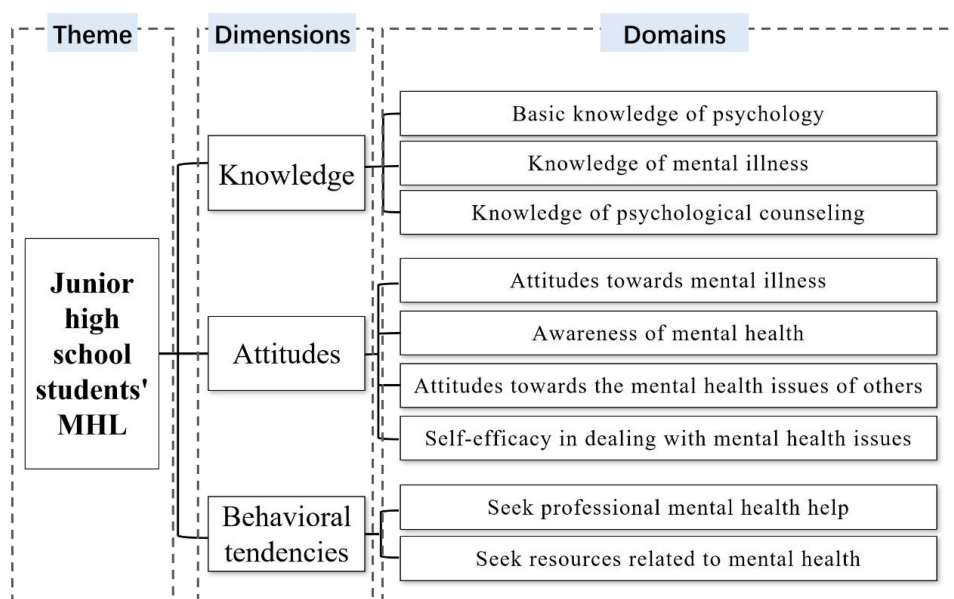 Theme
Dimensions
Domains
Junior
high
school
students'
MHL
Knowledge
Basic knowledge of psychology
Knowledge of mental illness
Knowledge of psychological counseling
Attitudes
Attitudes towards mental illness
Awareness of mental health
Attitudes towards the mental health issues of others
Self-efficacy in dealing with mental health issues
Behavioral
tendencies
Seek professional mental health help
Seek resources related to mental health